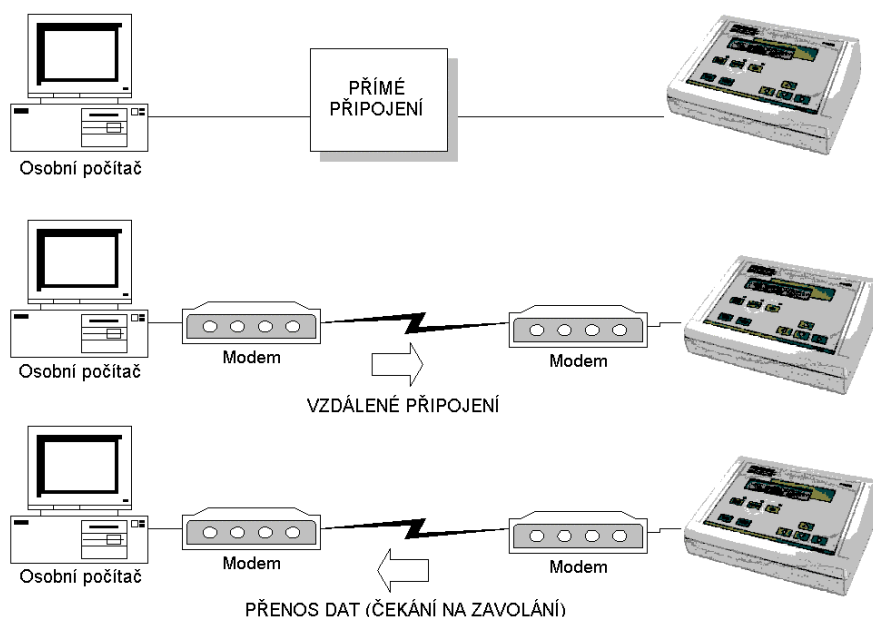 PŘÍMÉ
PŘIPOJENÍ
Osobní počítač
Modem
Modem
Osobní počítač
VZDÁLENÉ PŘIPOJENÍ
Modem
Modem
Osobní počítač
PŘENOS DAT (ČEKÁNÍ NA ZAVOLÁNÍ)